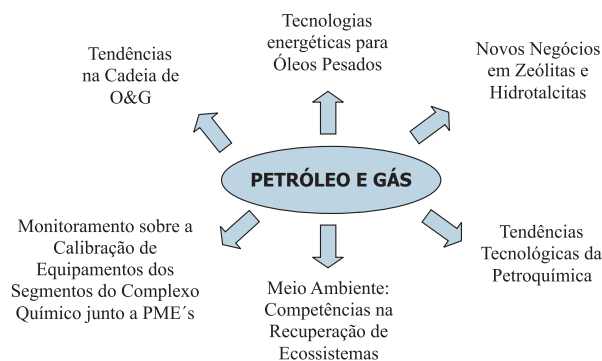 Tendências
na Cadeia de
O&G
Tecnologias
energéticas para
Óleos Pesados
Novos Negócios
em Zeólitas e
Hidrotalcitas
PETRÓLEO E GÁS
Monitoramento sobre a
Calibração de
Equipamentos dos
Segmentos do Complexo
Químico junto a PME´s
Meio Ambiente:
Competências na
Recuperação de
Ecossistemas
Tendências
Tecnológicas da
Petroquímica